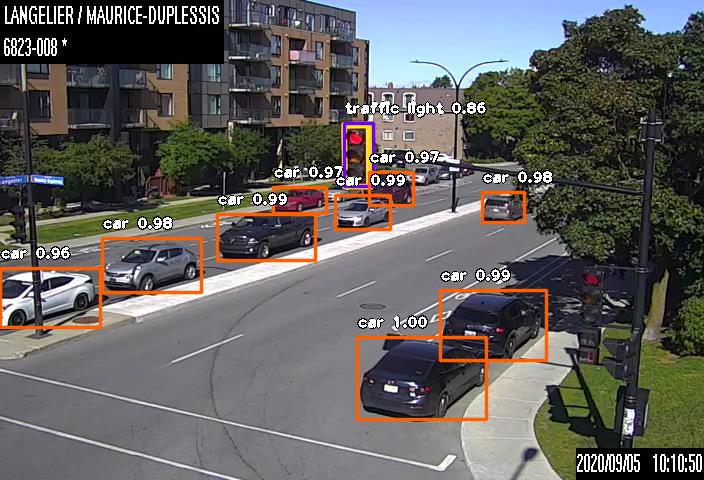 LANGELIER / MAURICE-DUPLESSIS
6823-008 *
traffic light 0.86
car 0.97
car 0.97
car 0.99
car 0.98
car 0.99
car 0.98
car 0.96
car 0.99
car 1.00
2020/09/05 10:10:50